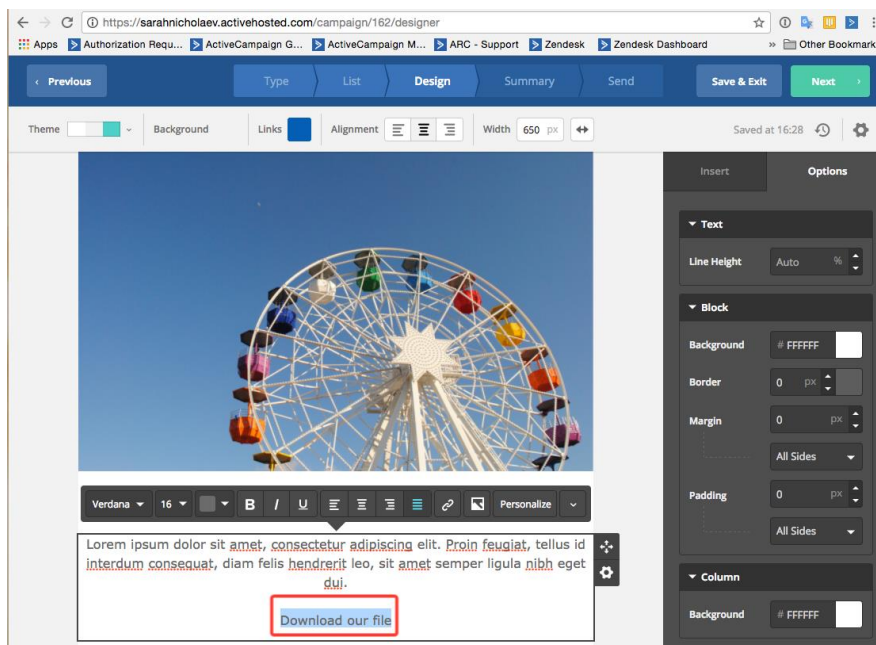 https://sarahnicholaev.activehosted.com/campaign/162/designer
Apps Authorization Requ... ActiveCampaign G... ActiveCampaign M... ARC - Support Zendesk Zendesk Dashboard » Other Bookmark
‹ Previous Type List Design Summary Send Save & Exit Next ›
Theme Background Links Alignment Width 650 px Saved at 16:28
Insert Options
Text
Line Height Auto %
Block
Background # FFFFFF
Border 0 px
Margin 0 px
All Sides
Padding 0 px
All Sides
Column
Background # FFFFFF
Verdana 16 B I U Personalize
Lorem ipsum dolor sit amet, consectetur adipiscing elit. Proin feugiat, tellus id
interdum consequat, diam felis hendrerit leo, sit amet semper ligula nibh eget
dui.
Download our file